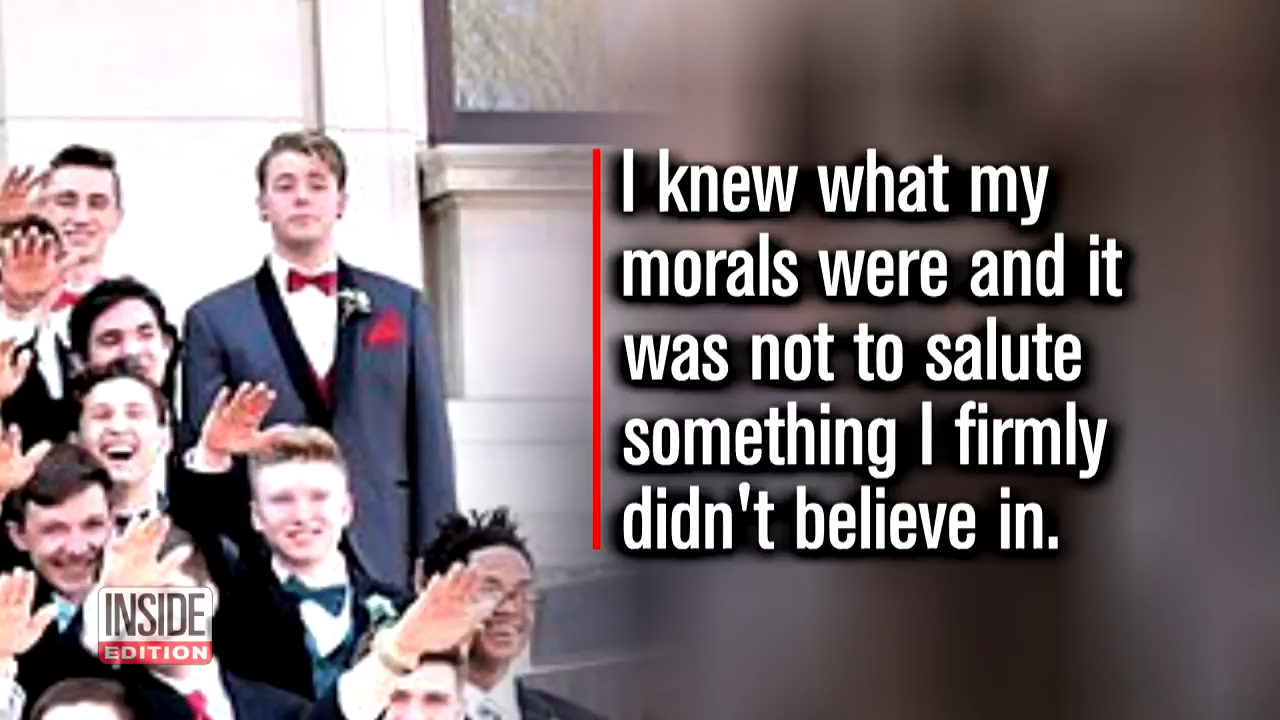 I knew what my
morals were and it
was not to salute
something I firmly
didn't believe in.
INSIDE
EDITION